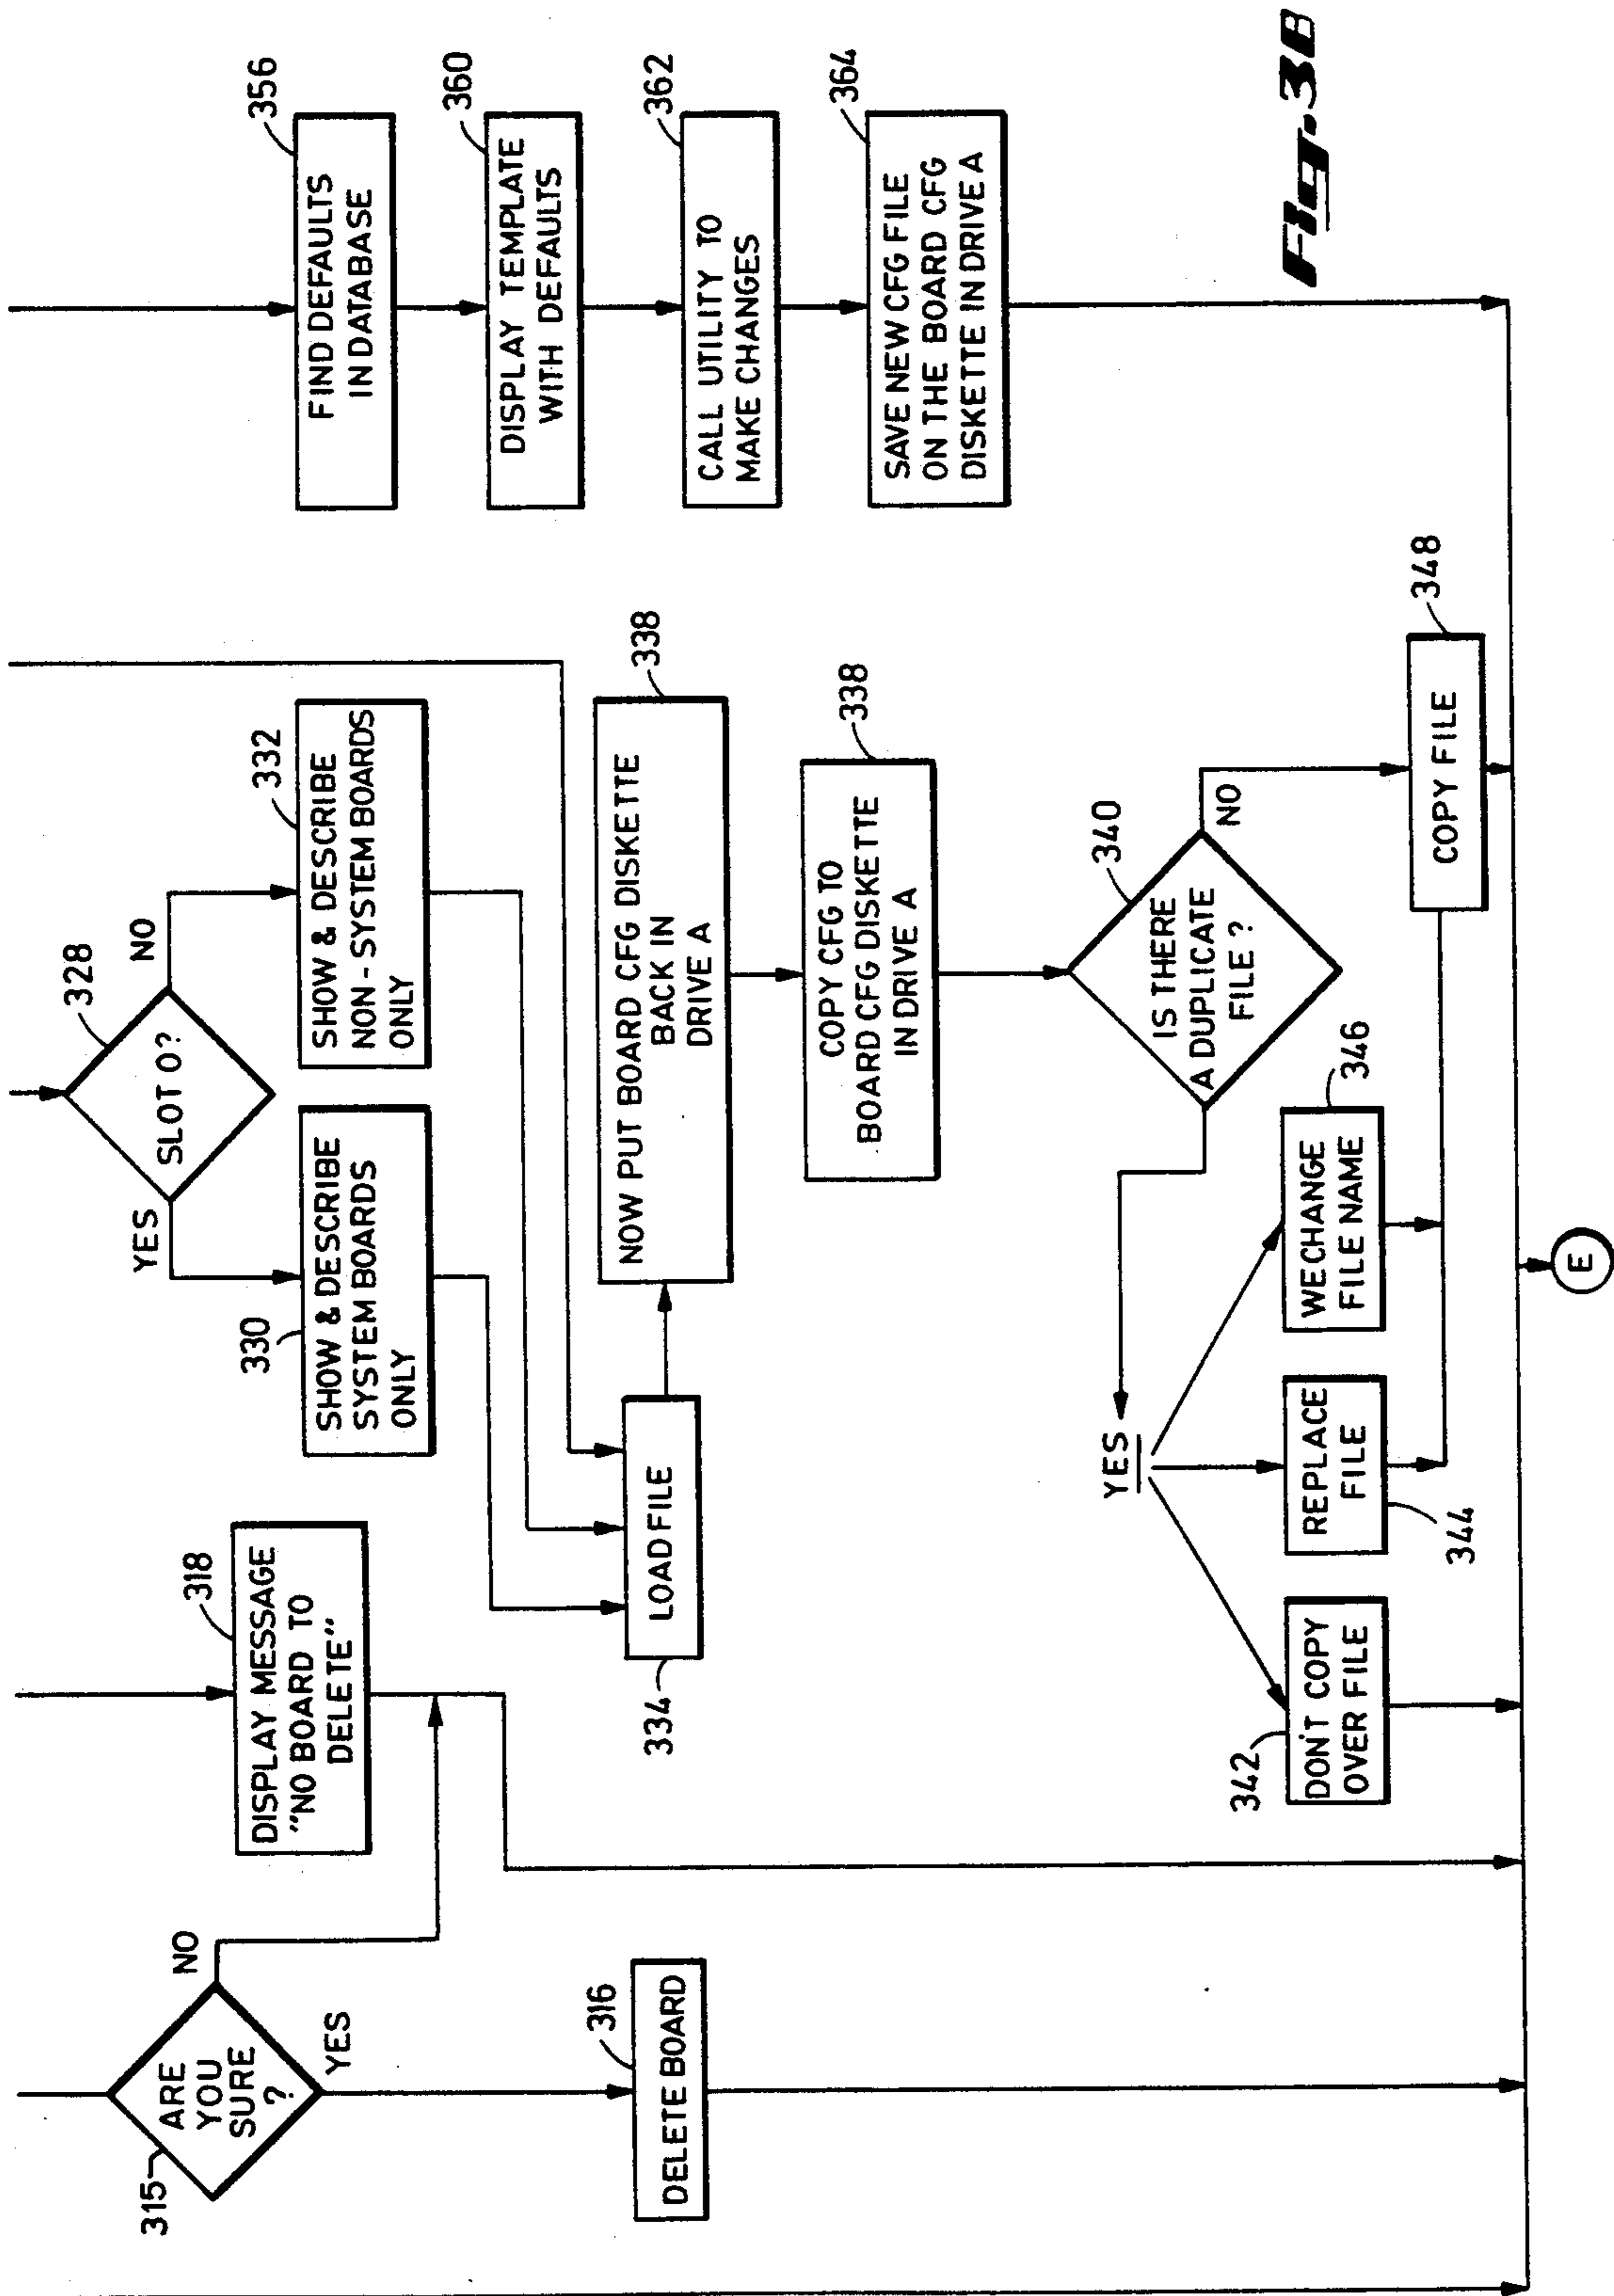 315
ARE
YOU
SURE
?
NO
YES
316
DELETE BOARD
318
DISPLAY MESSAGE
"NO BOARD TO
DELETE"
328
SLOT 0?
YES
NO
330
SHOW & DESCRIBE
SYSTEM BOARDS
ONLY
332
SHOW & DESCRIBE
NON-SYSTEM BOARDS
ONLY
334
LOAD FILE
338
NOW PUT BOARD CFG DISKETTE
BACK IN
DRIVE A
338
COPY CFG TO
BOARD CFG DISKETTE
IN DRIVE A
340
IS THERE
A DUPLICATE
FILE?
YES
NO
342
DON'T COPY
OVER FILE
REPLACE
FILE
344
346
WE CHANGE
FILE NAME
348
COPY FILE
356
FIND DEFAULTS
IN DATABASE
360
DISPLAY TEMPLATE
WITH DEFAULTS
362
CALL UTILITY TO
MAKE CHANGES
364
SAVE NEW CFG FILE
ON THE BOARD CFG
DISKETTE IN DRIVE A
E
Fig. 3B